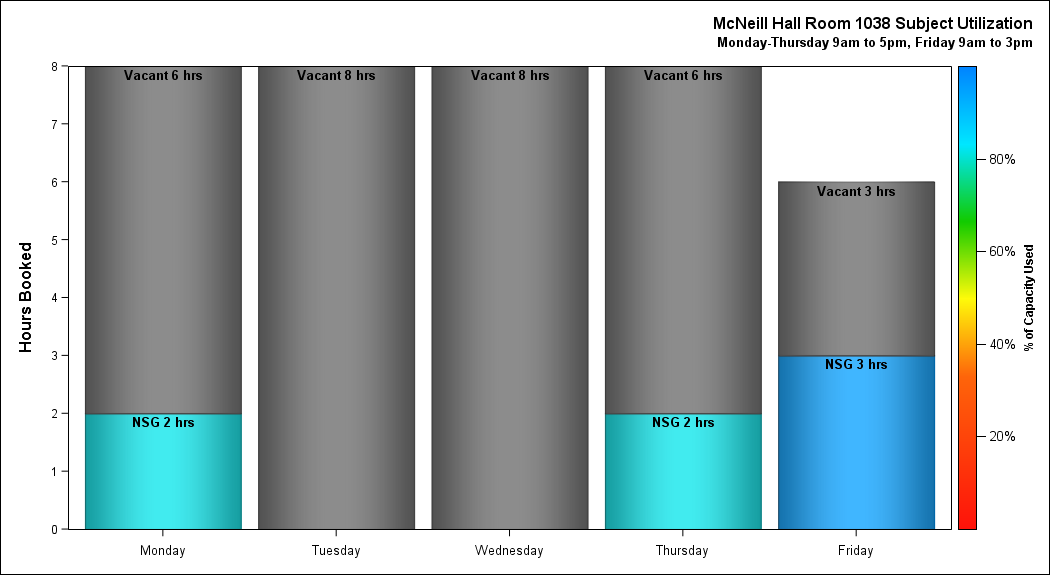 McNeill Hall Room 1038 Subject Utilization
Monday-Thursday 9am to 5pm, Friday 9am to 3pm
Hours Booked
8
7
6
5
4
3
2
1
0
Vacant 6 hrs
NSG 2 hrs
Vacant 8 hrs
Vacant 8 hrs
Vacant 6 hrs
NSG 2 hrs
Vacant 3 hrs
NSG 3 hrs
Monday
Tuesday
Wednesday
Thursday
Friday
80%
60%
40%
20%
% of Capacity Used